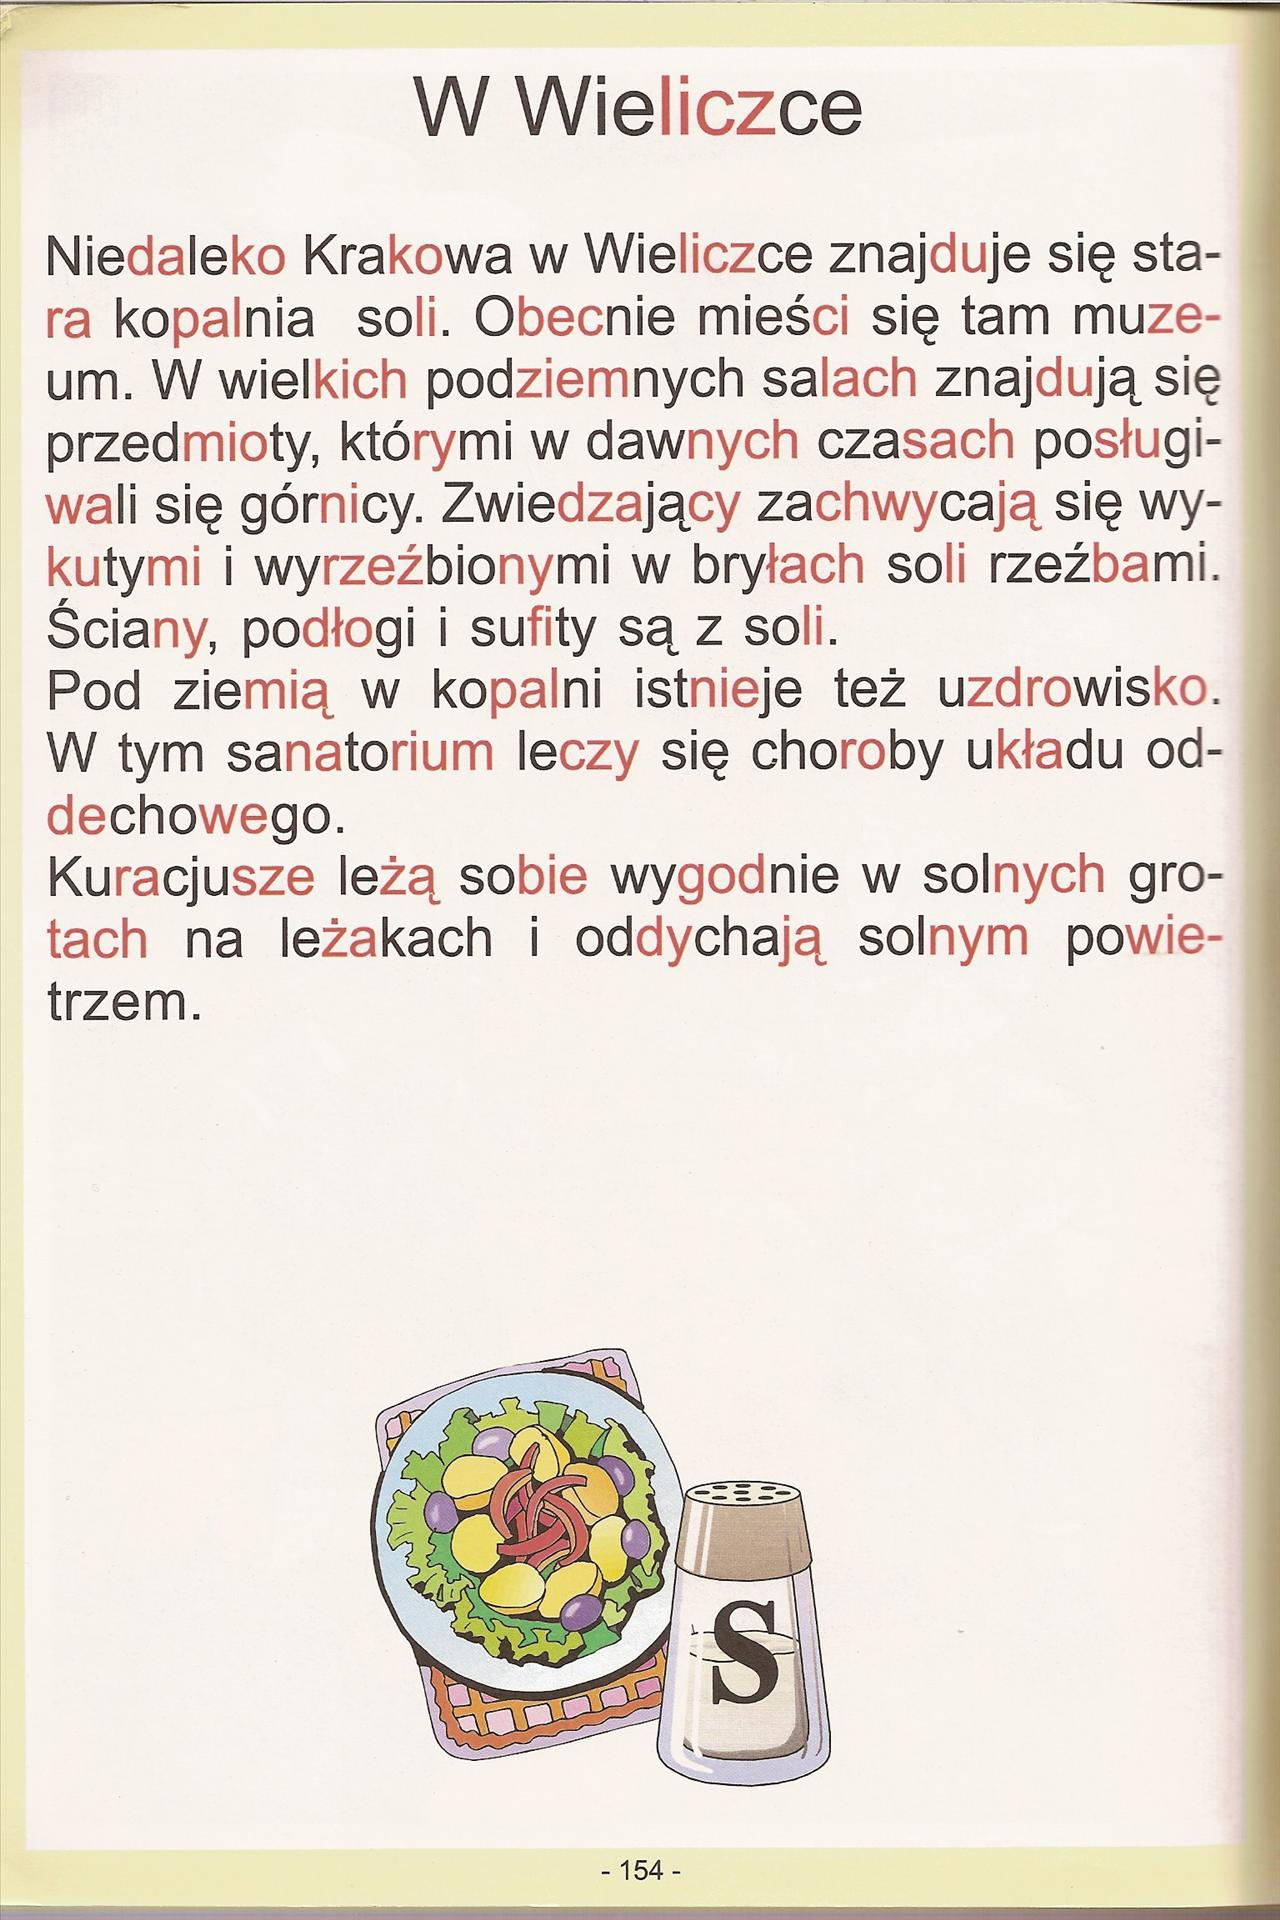 W Wieliczce
Niedaleko Krakowa w Wieliczce znajduje się sta-
ra kopalnia soli. Obecnie mieści się tam muze-
um. W wielkich podziemnych salach znajdują się
przedmioty, którymi w dawnych czasach posługi-
wali się górnicy. Zwiedzający zachwycają się wy-
kutymi i wyrzeźbionymi w bryłach soli rzeźbami.
Ściany, podłogi i sufity są z soli.
Pod ziemią w kopalni istnieje też uzdrowisko.
W tym sanatorium leczy się choroby układu od-
dechowego.
Kuracjusze leżą sobie wygodnie w solnych gro-
tach na leżakach i oddychają solnym powie-
trzem.
S
- 154 -